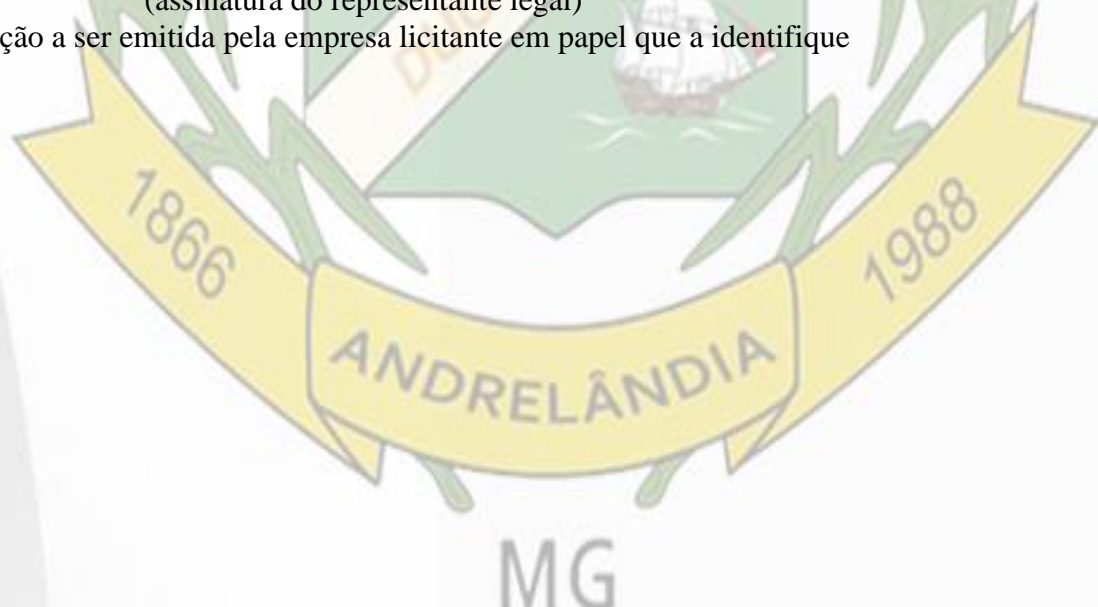 (assinatura do representante legal)
ção a ser emitida pela empresa licitante em papel que a identifique
1866
1988
ANDRELÂNDIA
MG